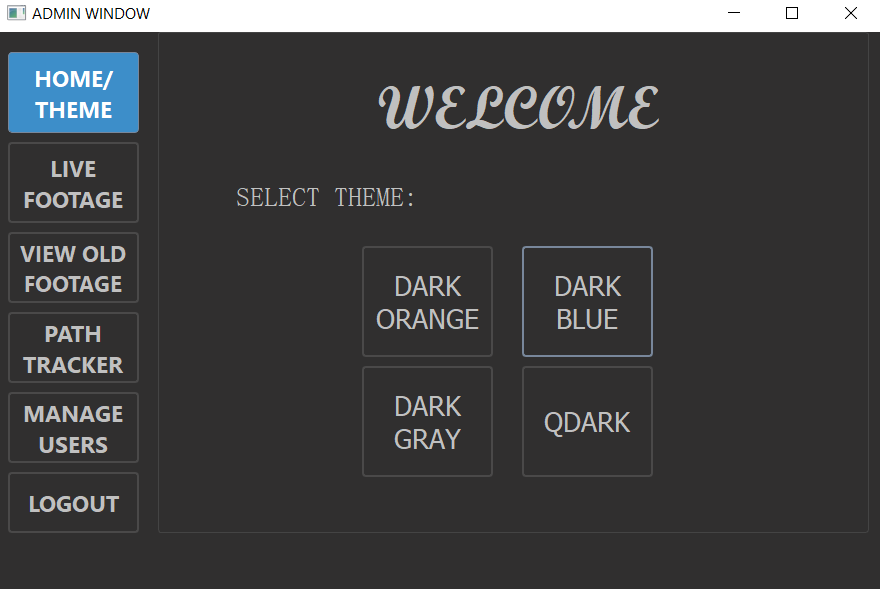 ADMIN WINDOW
HOME/
THEME
LIVE
FOOTAGE
VIEW OLD
FOOTAGE
PATH
TRACKER
MANAGE
USERS
LOGOUT
WELCOME
SELECT THEME:
DARK
ORANGE
DARK
BLUE
DARK
GRAY
QDARK